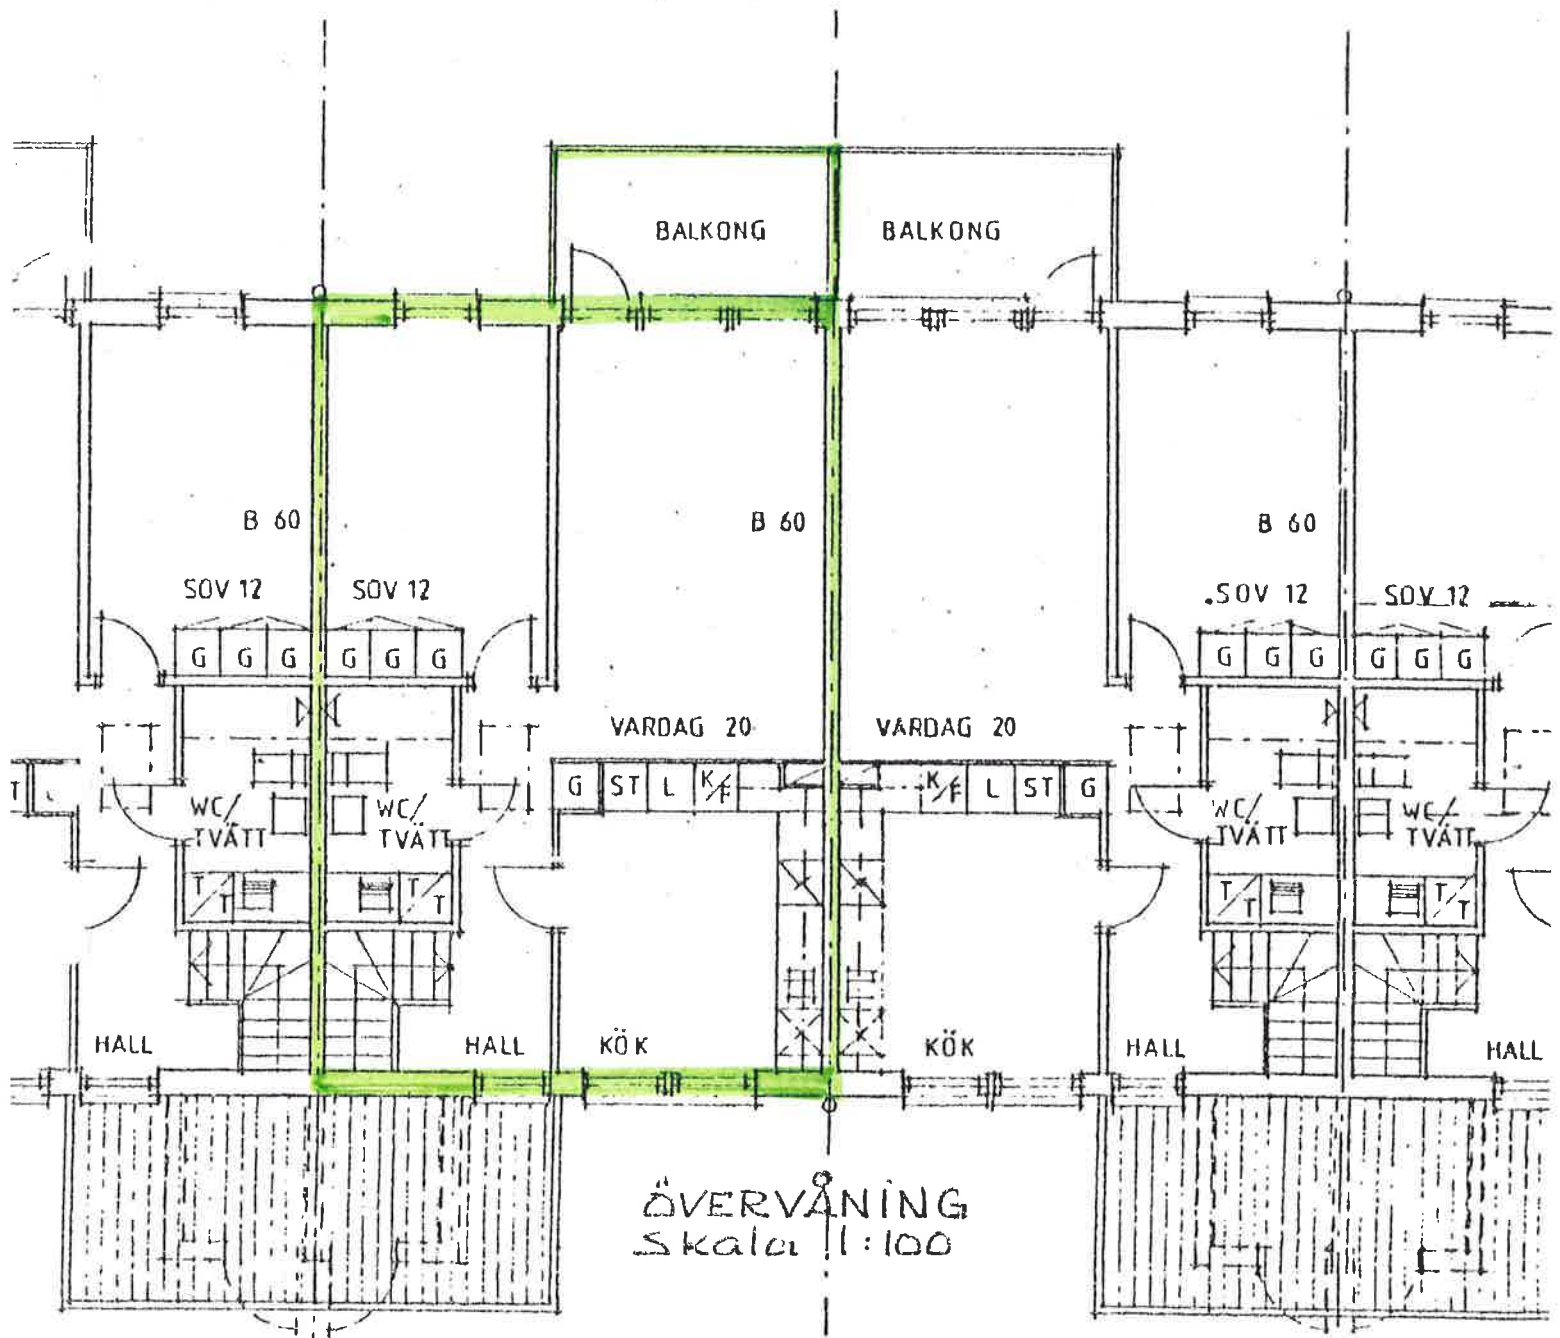 BALKONG BALKONG
B 60 B 60 B 60
SOV 12 SOV 12 SOV 12 SOV 12
G G G G G G G G G G G G
VARDAG 20 VARDAG 20
T G ST L K/F K/F L ST G
WC/ WC/ WC/ WC/
TVÄTT TVÄTT TVÄTT TVÄTT
T/T T/T T/T T/T
HALL HALL KÖK KÖK HALL HALL
ÖVERVÅNING
Skala 1:100